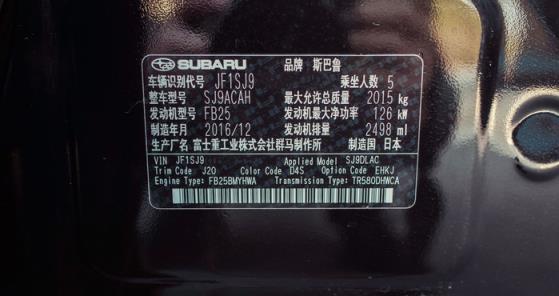 SUBARU 品牌 斯巴鲁
车辆识别代号 JF1SJ9 乘坐人数 5
整车型号 SJ9ACAH 最大允许总质量 2015 kg
发动机型号 FB25 发动机最大净功率 126 kw
制造年月 2016/12 发动机排量 2498 ml
生产厂名 富士重工业株式会社群马制作所 制造国 日本
VIN JF1SJ9 Applied Model SJ9DLAC
Trim Code J20 Color Code D4S Option Code EHKJ
Engine Type: FB25BMYHWA Transmission Type: TR580DHWCA